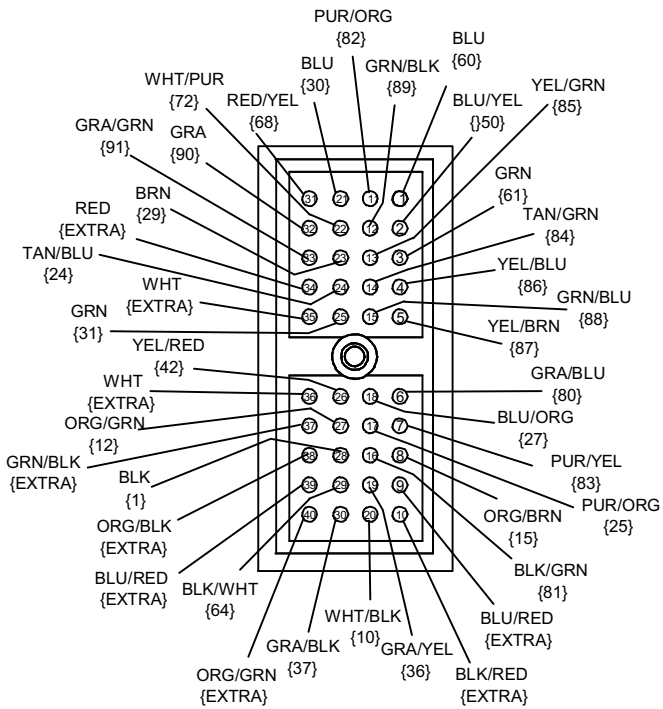 PUR/ORG
{82}
BLU
{60}
BLU
{30}
GRN/BLK
{89}
WHT/PUR
{72}
YEL/GRN
{85}
RED/YEL
{68}
BLU/YEL
{}50}
GRA/GRN
{91}
GRA
{90}
GRN
{61}
BRN
{29}
RED
{EXTRA}
TAN/GRN
{84}
TAN/BLU
{24}
YEL/BLU
{86}
WHT
{EXTRA}
GRN/BLU
{88}
GRN
{31}
YEL/BRN
{87}
31 21 11 1
32 22 12 2
33 23 13 3
34 24 14 4
35 25 15 5
YEL/RED
{42}
GRA/BLU
{80}
WHT
{EXTRA}
BLU/ORG
{27}
ORG/GRN
{12}
PUR/YEL
{83}
GRN/BLK
{EXTRA}
BLK
{1}
PUR/ORG
{25}
ORG/BRN
{15}
ORG/BLK
{EXTRA}
BLK/GRN
{81}
BLU/RED
{EXTRA}
BLK/WHT
{64}
BLU/RED
{EXTRA}
36 26 18 6
37 27 17 7
38 28 16 8
39 29 19 9
40 30 20 10
WHT/BLK
{10}
GRA/BLK
{37}
GRA/YEL
{36}
ORG/GRN
{EXTRA}
BLK/RED
{EXTRA}